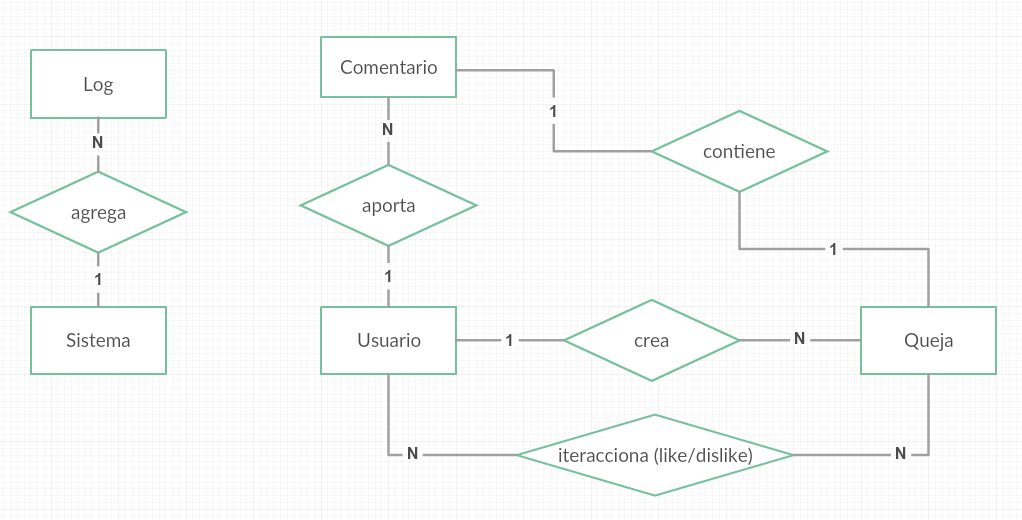 Log
N
agrega
1
Sistema
Comentario
N
aporta
1
Usuario
1
contiene
1
1
crea
N
Queja
N
iteracciona (like/dislike)
N